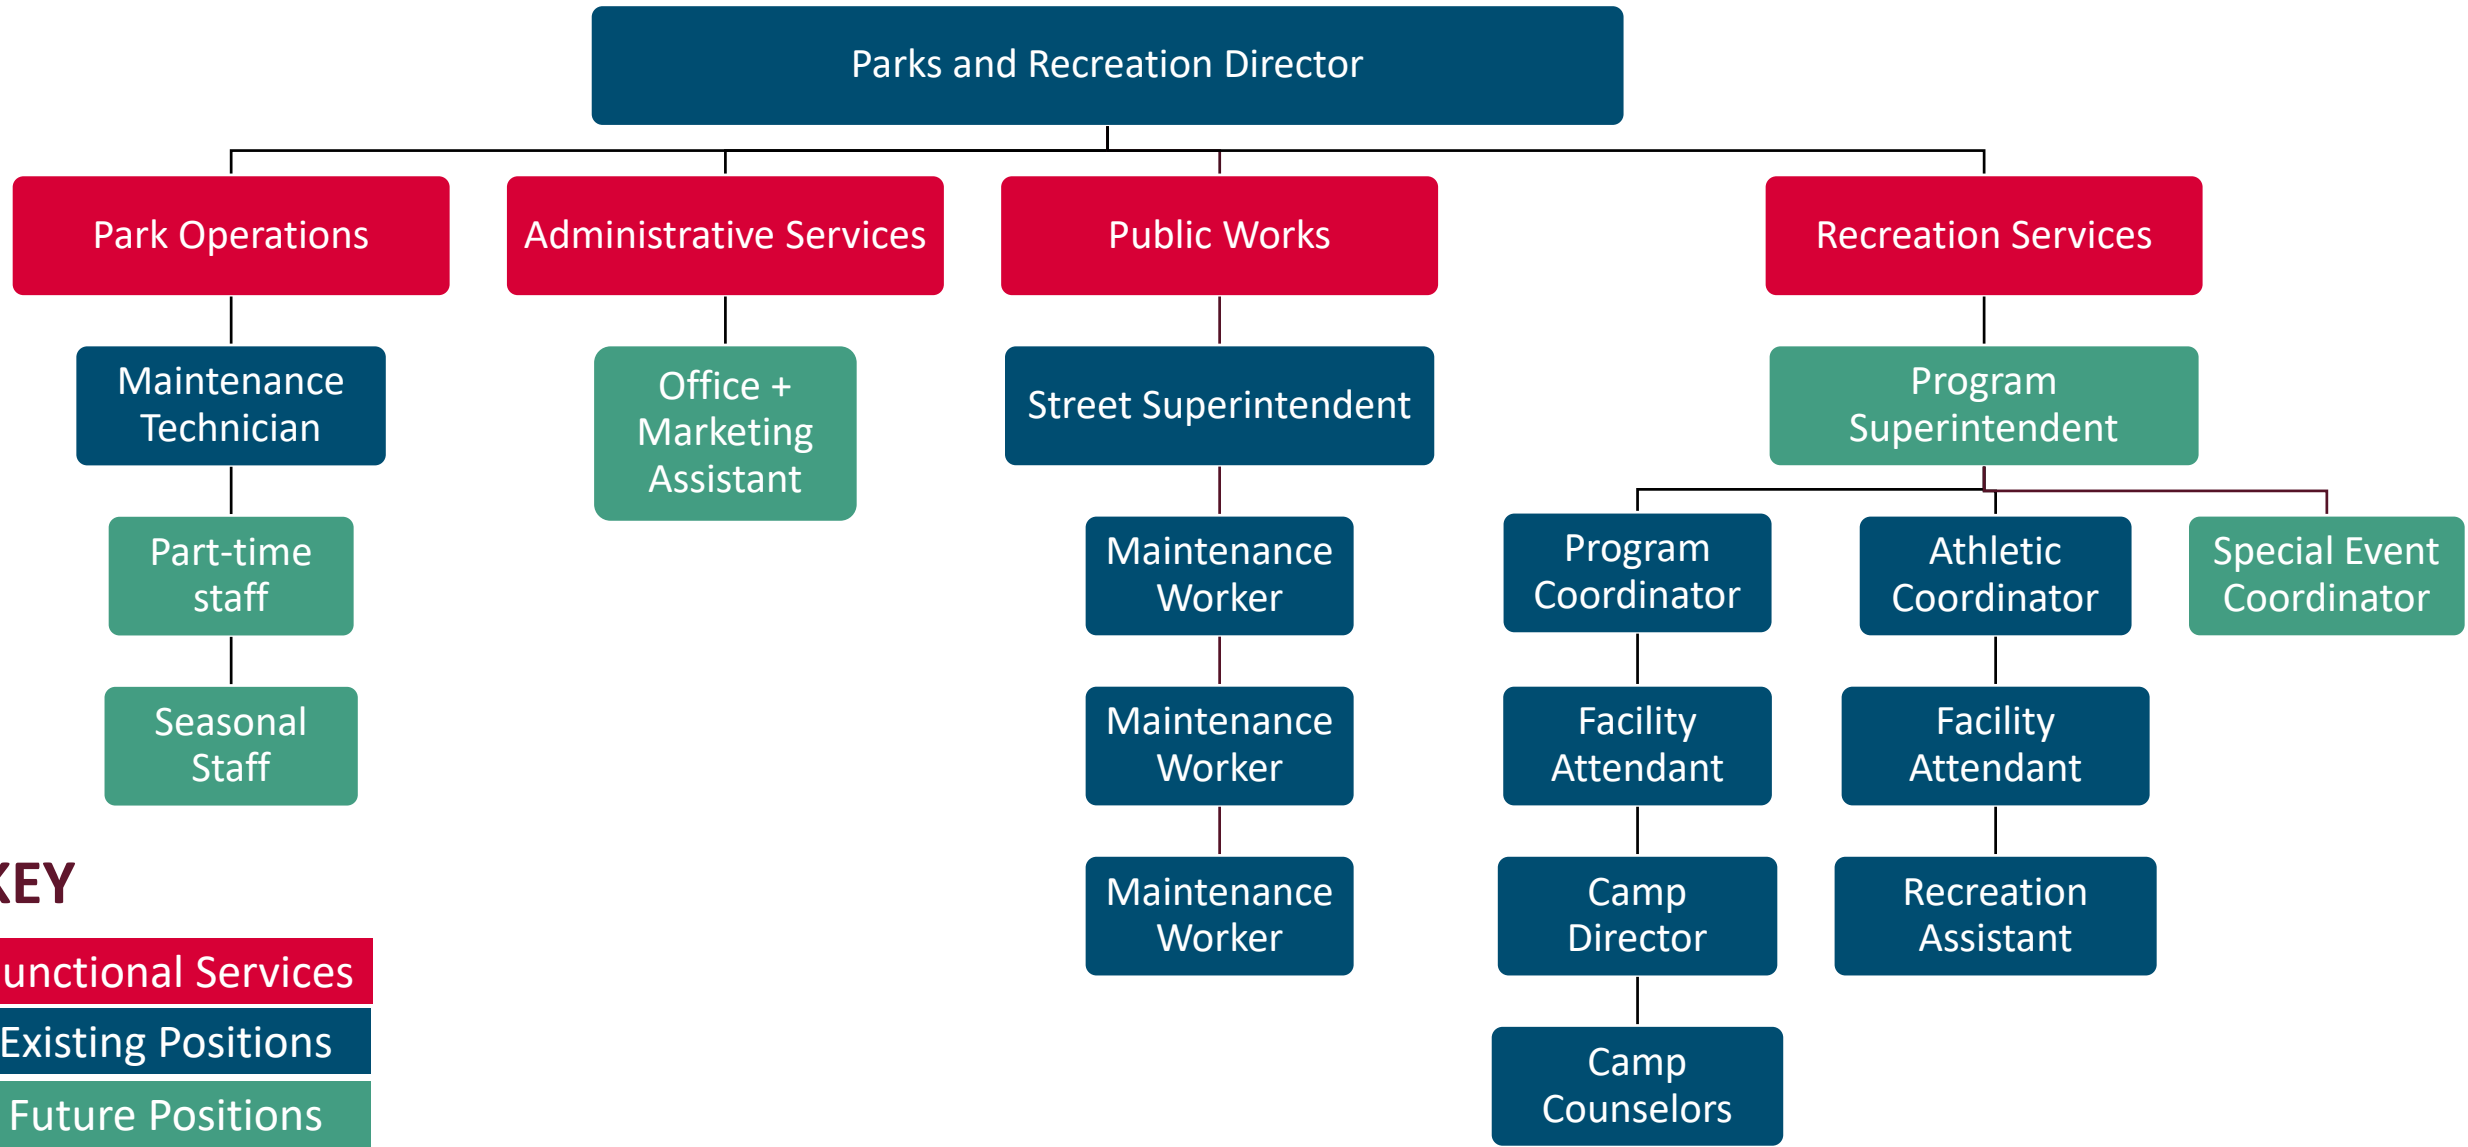 Parks and Recreation Director
Park Operations
Administrative Services
Public Works
Recreation Services
Maintenance
Technician
Office +
Marketing
Assistant
Street Superintendent
Program
Superintendent
Part-time
staff
Maintenance
Worker
Program
Coordinator
Athletic
Coordinator
Special Event
Coordinator
Seasonal
Staff
Maintenance
Worker
Facility
Attendant
Facility
Attendant
Maintenance
Worker
Camp
Director
Recreation
Assistant
Camp
Counselors
KEY
unctional Services
Existing Positions
Future Positions